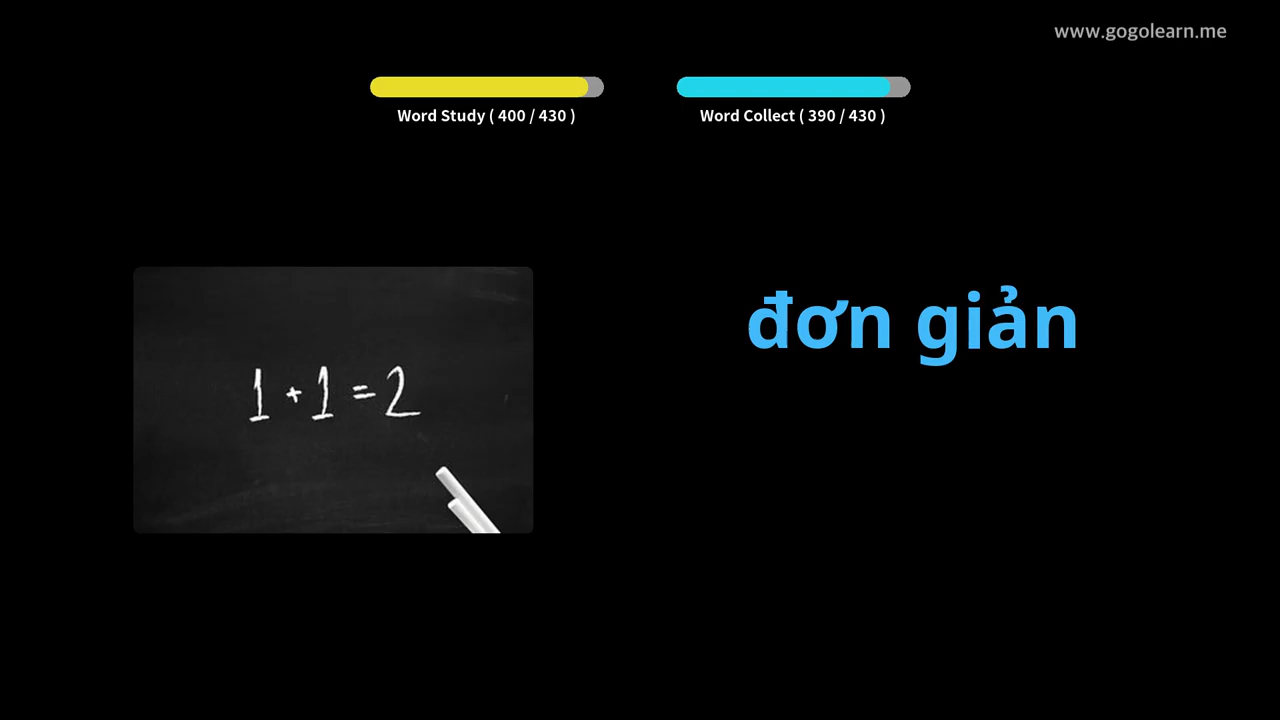 www.gogolearn.me
Word Study ( 400 / 430 )
Word Collect ( 390 / 430 )
đơn giản
1 + 1 = 2